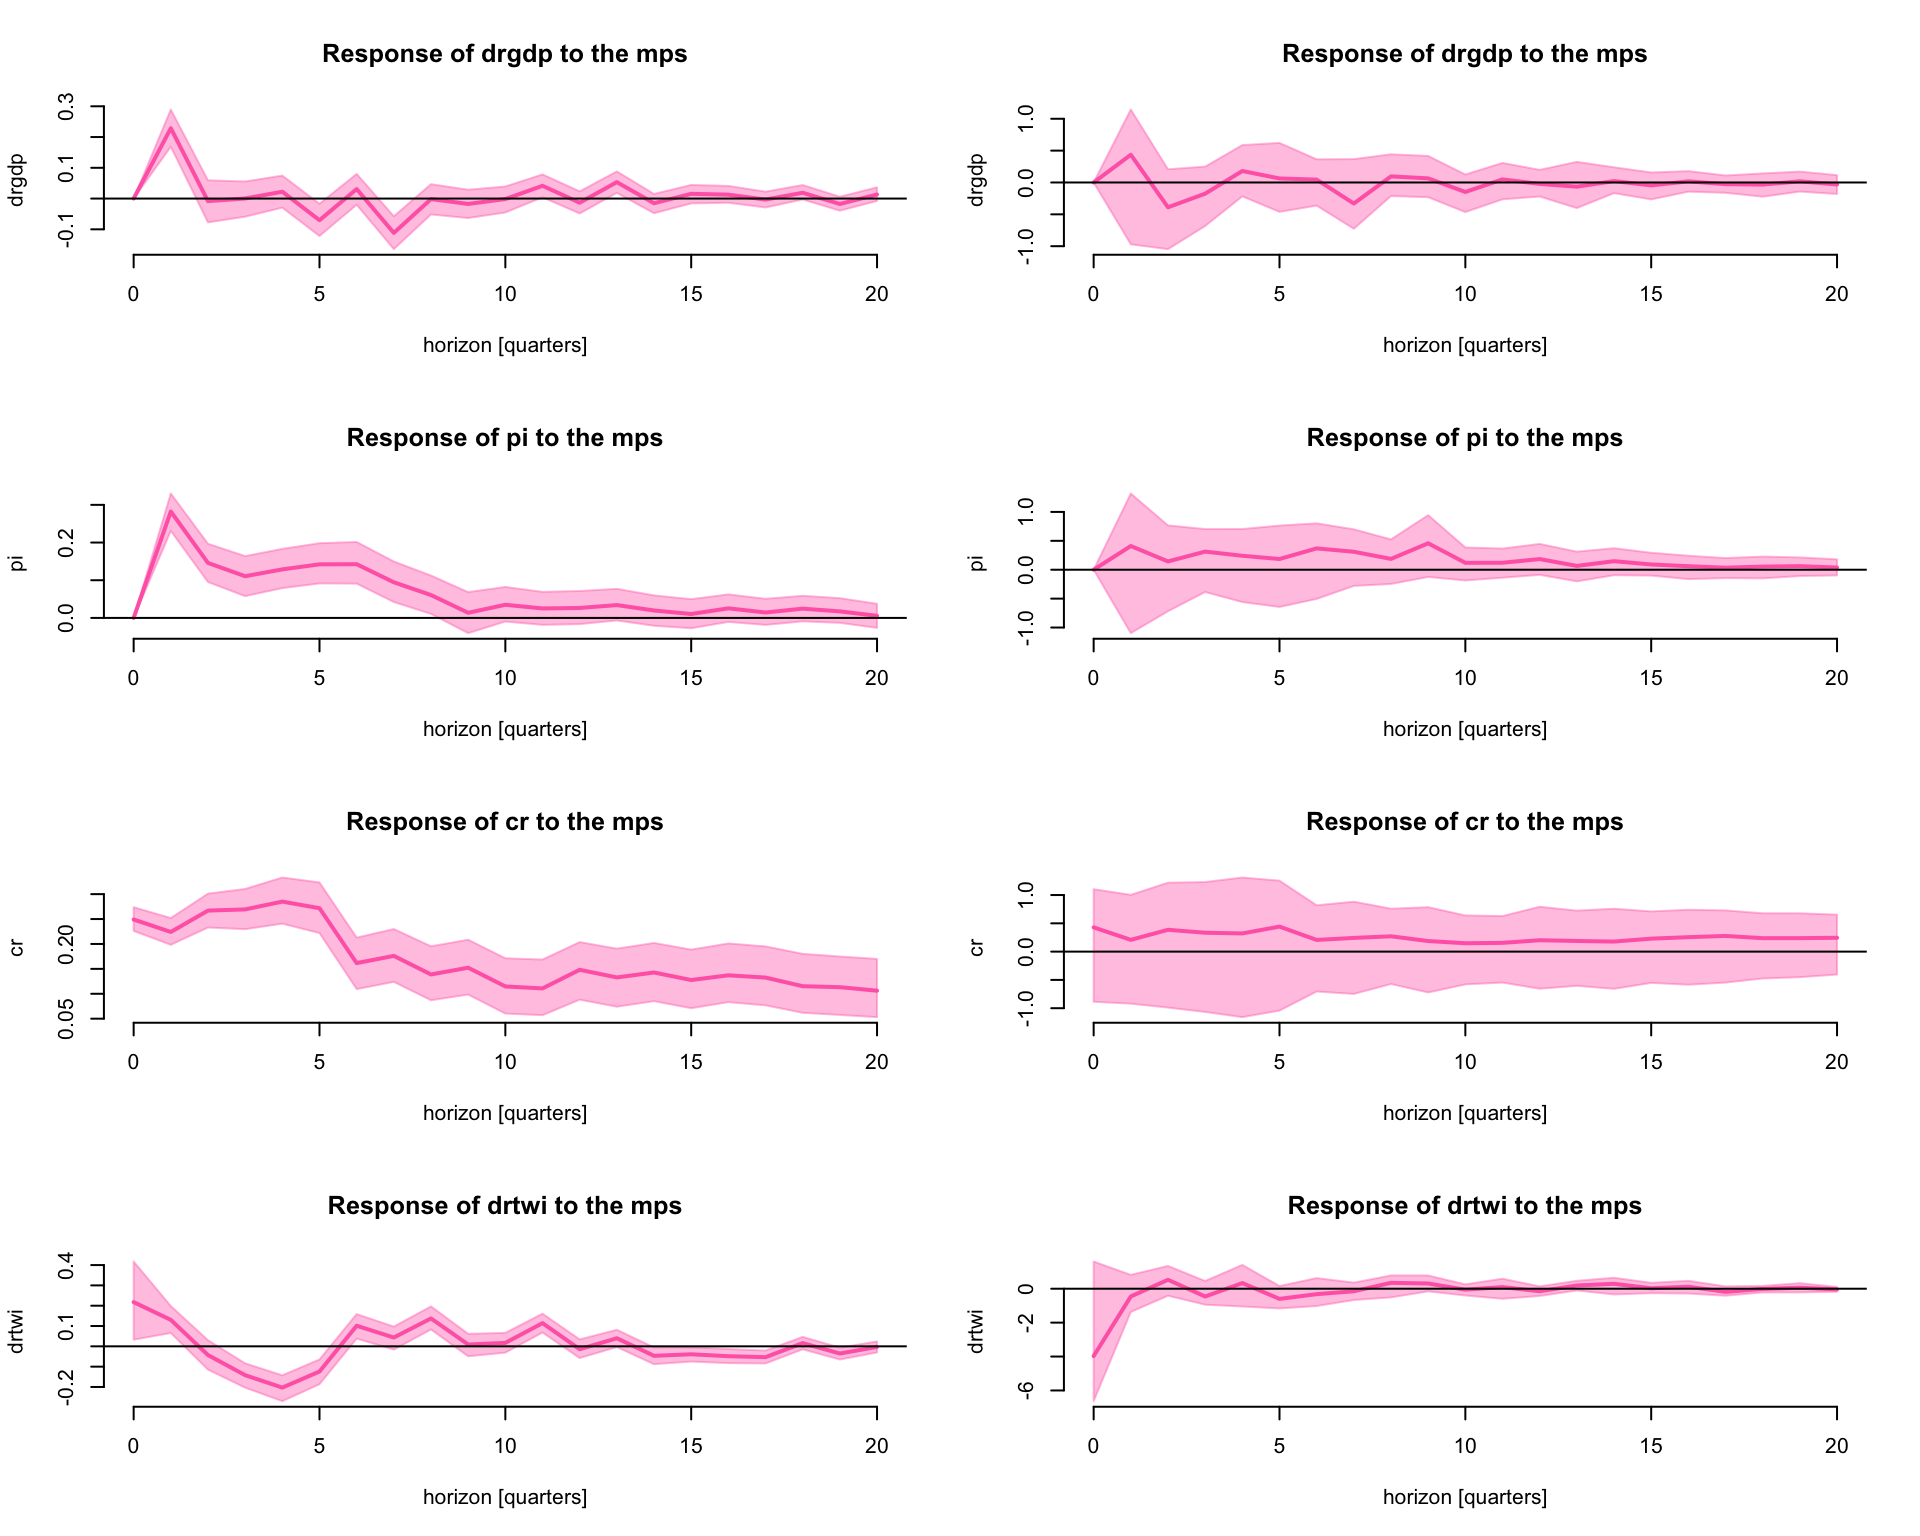 Response of drgdp to the mps
drgdp
0.3
0.1
-0.1
0 5 10 15 20
horizon [quarters]
Response of drgdp to the mps
drgdp
1.0
0.0
-1.0
0 5 10 15 20
horizon [quarters]
Response of pi to the mps
pi
0.2
0.0
0 5 10 15 20
horizon [quarters]
Response of pi to the mps
pi
1.0
0.0
-1.0
0 5 10 15 20
horizon [quarters]
Response of cr to the mps
cr
0.20
0.05
0 5 10 15 20
horizon [quarters]
Response of cr to the mps
cr
1.0
0.0
-1.0
0 5 10 15 20
horizon [quarters]
Response of drtwi to the mps
drtwi
0.4
0.1
-0.2
0 5 10 15 20
horizon [quarters]
Response of drtwi to the mps
drtwi
0
-2
-6
0 5 10 15 20
horizon [quarters]